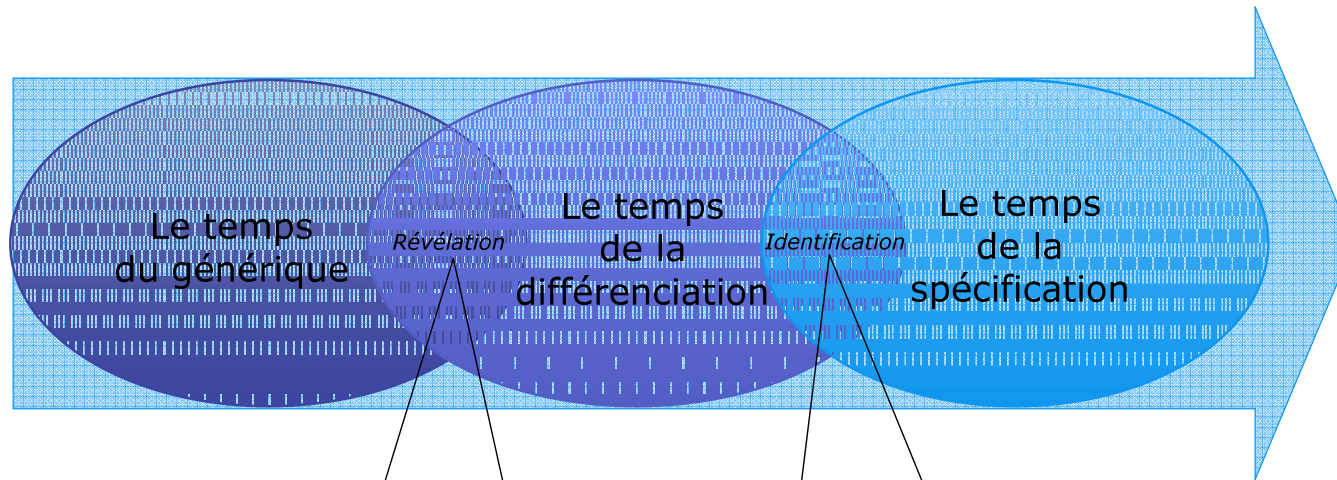 Le temps
du générique
Révélation
Le temps
de la
différenciation
Identification
Le temps
de la
spécification